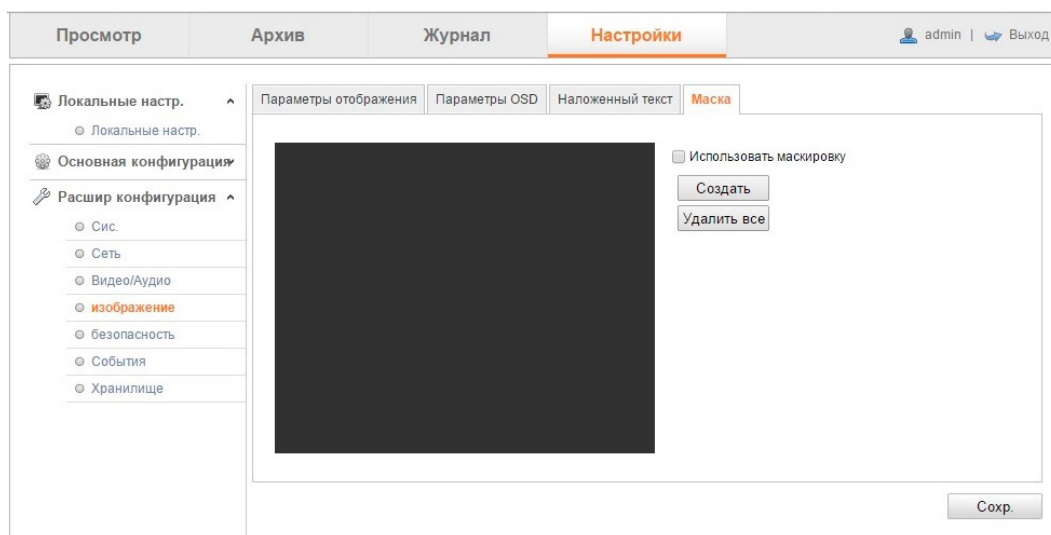 Просмотр Архив Журнал Настройки admin | Выход
Локальные настр.
Локальные настр.
Основная конфигурация
Расшир конфигурация
Сис.
Сеть
Видео/Аудио
изображение
безопасность
События
Хранилище
Параметры отображения Параметры OSD Наложенный текст Маска
Использовать маскировку
Создать
Удалить все
Сохр.